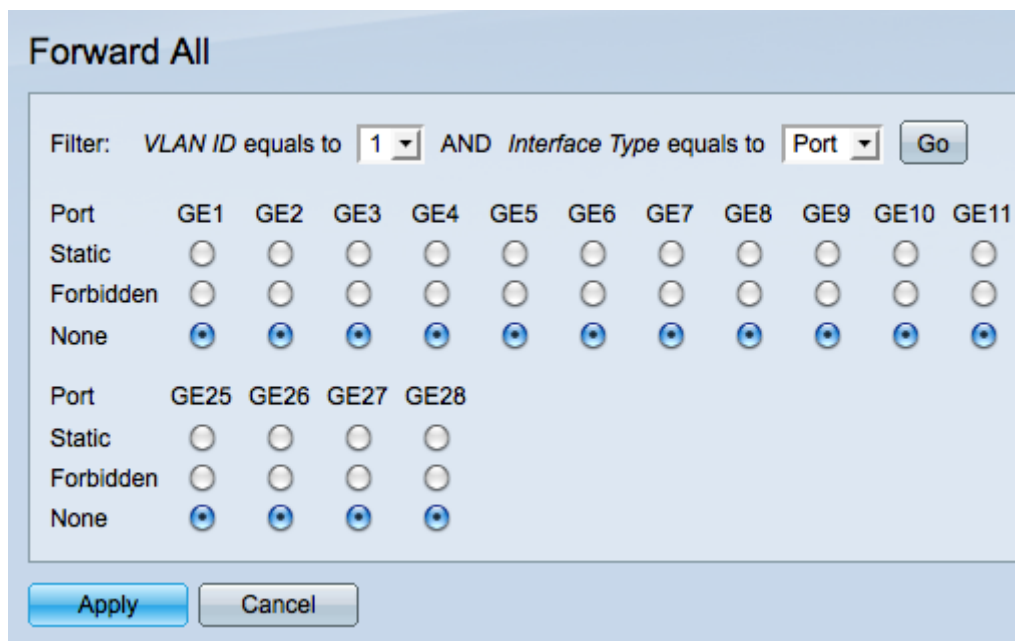 Forward All
Filter: VLAN ID equals to 1 AND Interface Type equals to Port Go
Port GE1 GE2 GE3 GE4 GE5 GE6 GE7 GE8 GE9 GE10 GE11
Static
Forbidden
None
Port GE25 GE26 GE27 GE28
Static
Forbidden
None
Apply Cancel